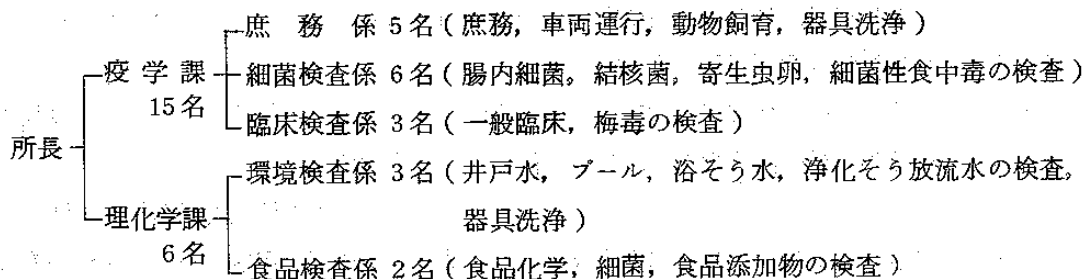 庶務係 5名(庶務,車両運行,動物飼育,器具洗浄)
疫学課
細菌検査係 6名(腸内細菌。結核菌,寄生虫卵,細菌性食中毒の検査)
15名
臨床検査係 3名(一般臨床,梅毒の検査)
所長
環境検査係 3名(井戸水,プール,浴そう水,浄化そう放流水の検査,
器具洗浄)
理化学課
6名
食品検査係 2名(食品化学,細菌,食品添加物の検査)